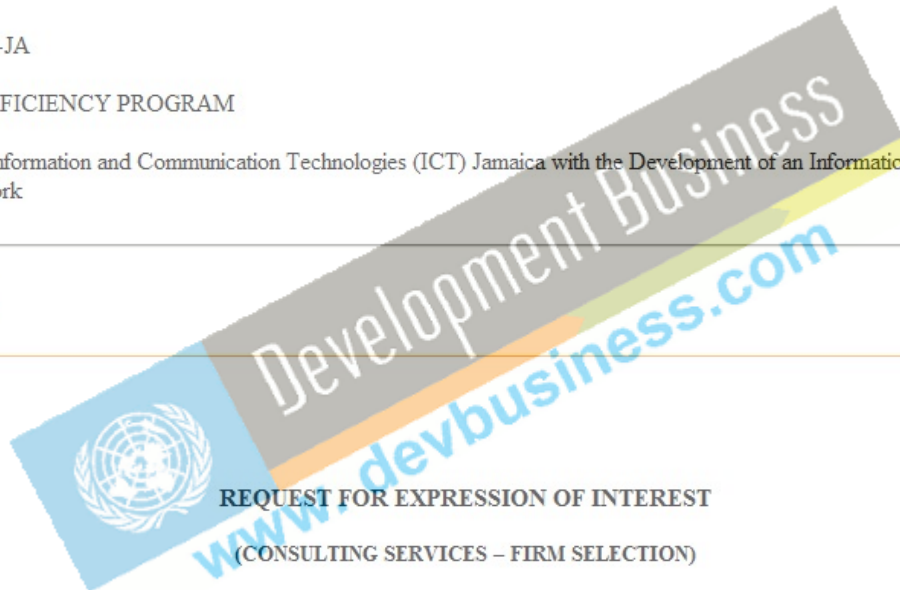 -JA
FFICIENCY PROGRAM
nformation and Communication Technologies (ICT) Jamaica with the Development of an Informatio
ork
Development Business
www.devbusiness.com
REQUEST FOR EXPRESSION OF INTEREST
(CONSULTING SERVICES – FIRM SELECTION)